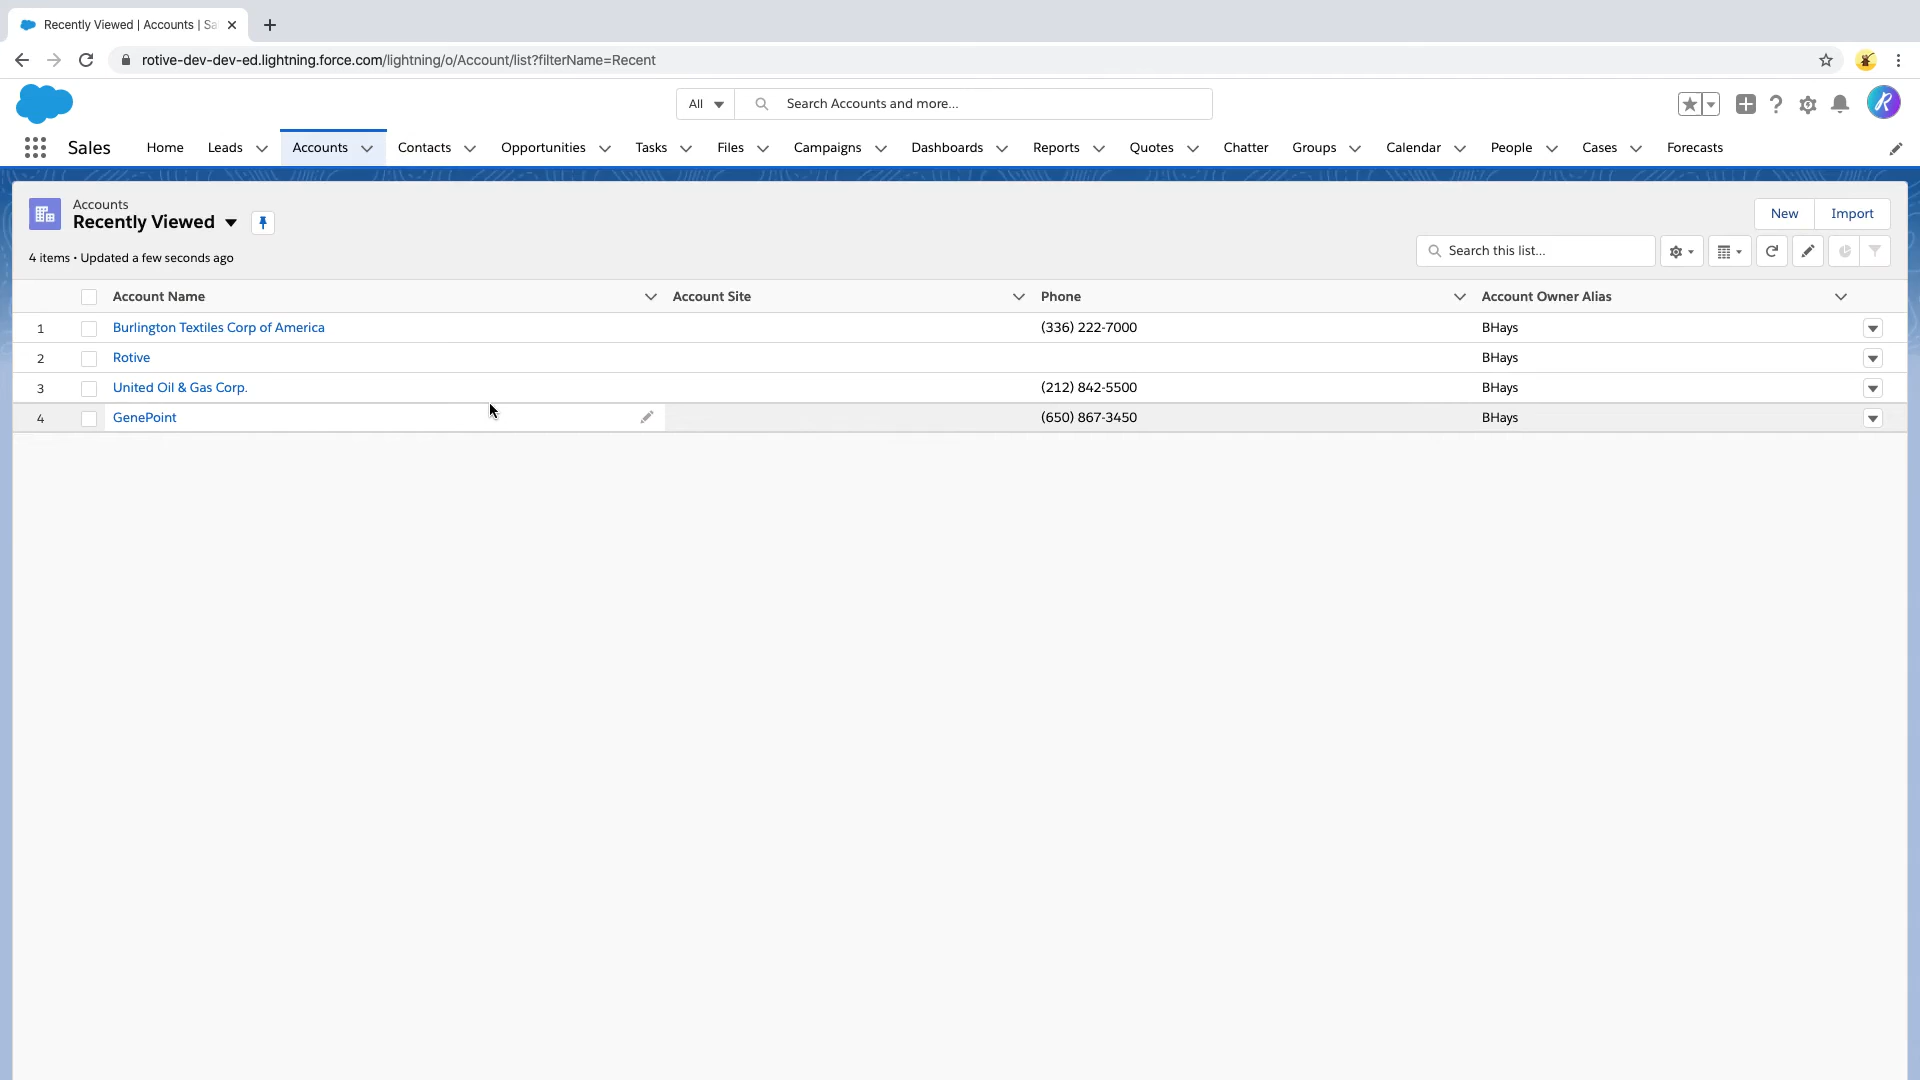 Recently Viewed | Accounts | Sa
rotive-dev-dev-ed.lightning.force.com/lightning/o/Account/list?filterName=Recent
All Search Accounts and more...
Sales Home Leads Accounts Contacts Opportunities Tasks Files Campaigns Dashboards Reports Quotes Chatter Groups Calendar People Cases Forecasts
Accounts
Recently Viewed
New Import
4 items • Updated a few seconds ago
Search this list...
Account Name Account Site Phone Account Owner Alias
1 Burlington Textiles Corp of America (336) 222-7000 BHays
2 Rotive BHays
3 United Oil & Gas Corp. (212) 842-5500 BHays
4 GenePoint (650) 867-3450 BHays